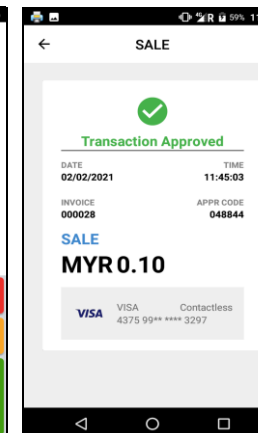 59% 11
SALE
Transaction Approved
DATE TIME
02/02/2021 11:45:03
INVOICE APPR CODE
000028 048844
SALE
MYR 0.10
VISA VISA Contactless
4375 99** **** 3297